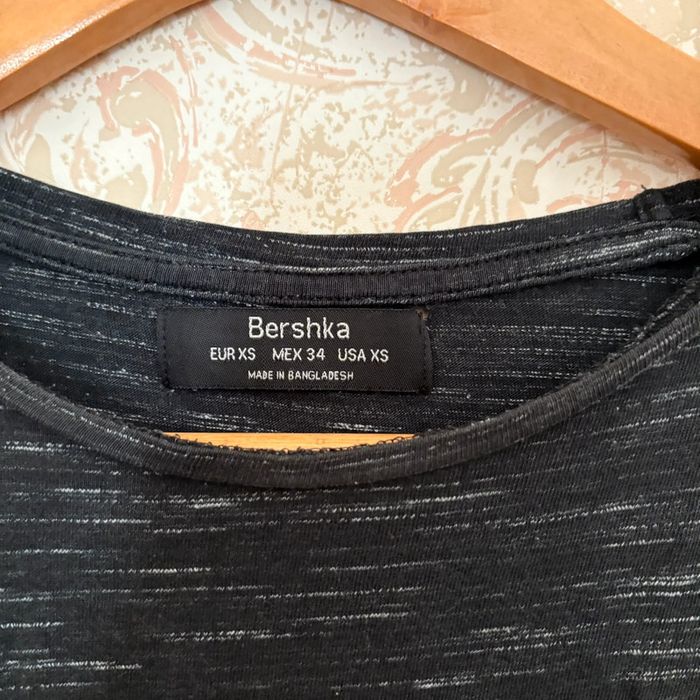 Bershka
EUR XS MEX 34 USA XS
MADE IN BANGLADESH